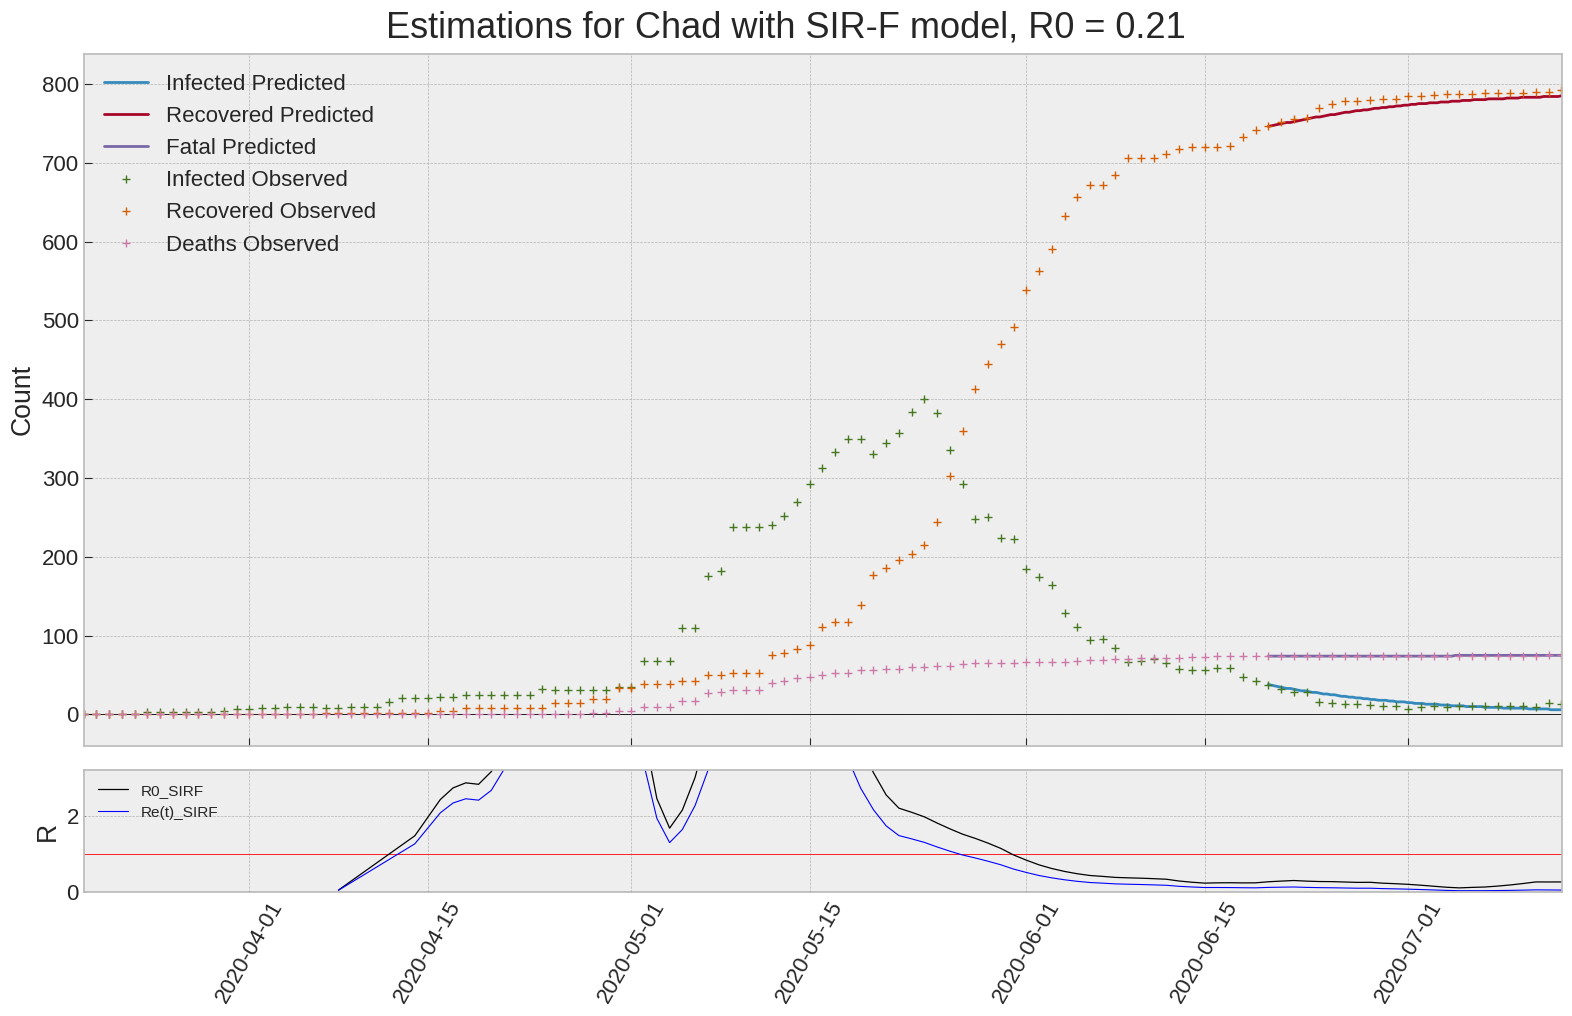 Estimations for Chad with SIR-F model, R0 = 0.21
Infected Predicted
Recovered Predicted
Fatal Predicted
Infected Observed
Recovered Observed
Deaths Observed
Count
800
700
600
500
400
300
200
100
0
R0_SIRF
Re(t)_SIRF
R
2
0
2020-04-01
2020-04-15
2020-05-01
2020-05-15
2020-06-01
2020-06-15
2020-07-01